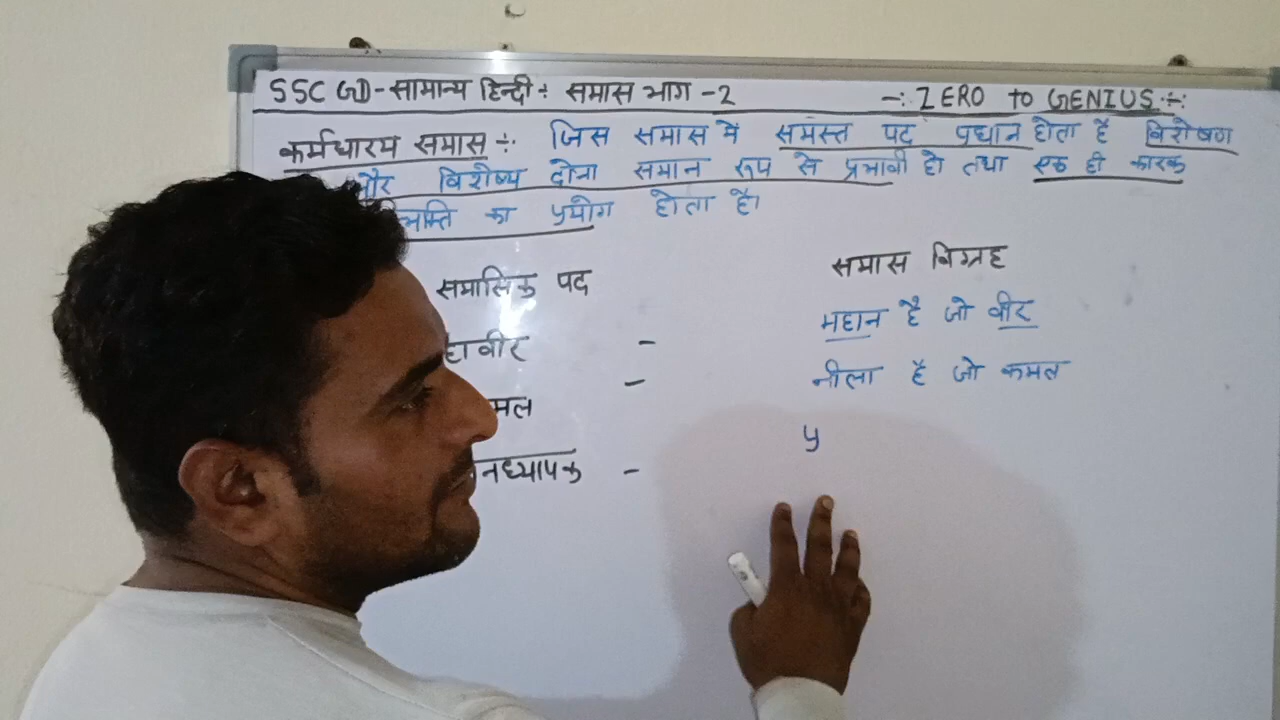 SSC GD - सामान्य हिन्दी ÷ समास भाग - 2 -: ZERO to GENIUS :-
कर्मधारय समास ÷ जिस समास में समस्त पद प्रधान होता है विशेषण
और विशेष्य दोनो समान रूप से प्रभावी हो तथा एक ही कारक
का प्रयोग होता है।
समासिक पद समास विग्रह
हावीर - महान है जो वीर
मल - नीला है जो कमल
नध्यापक - प